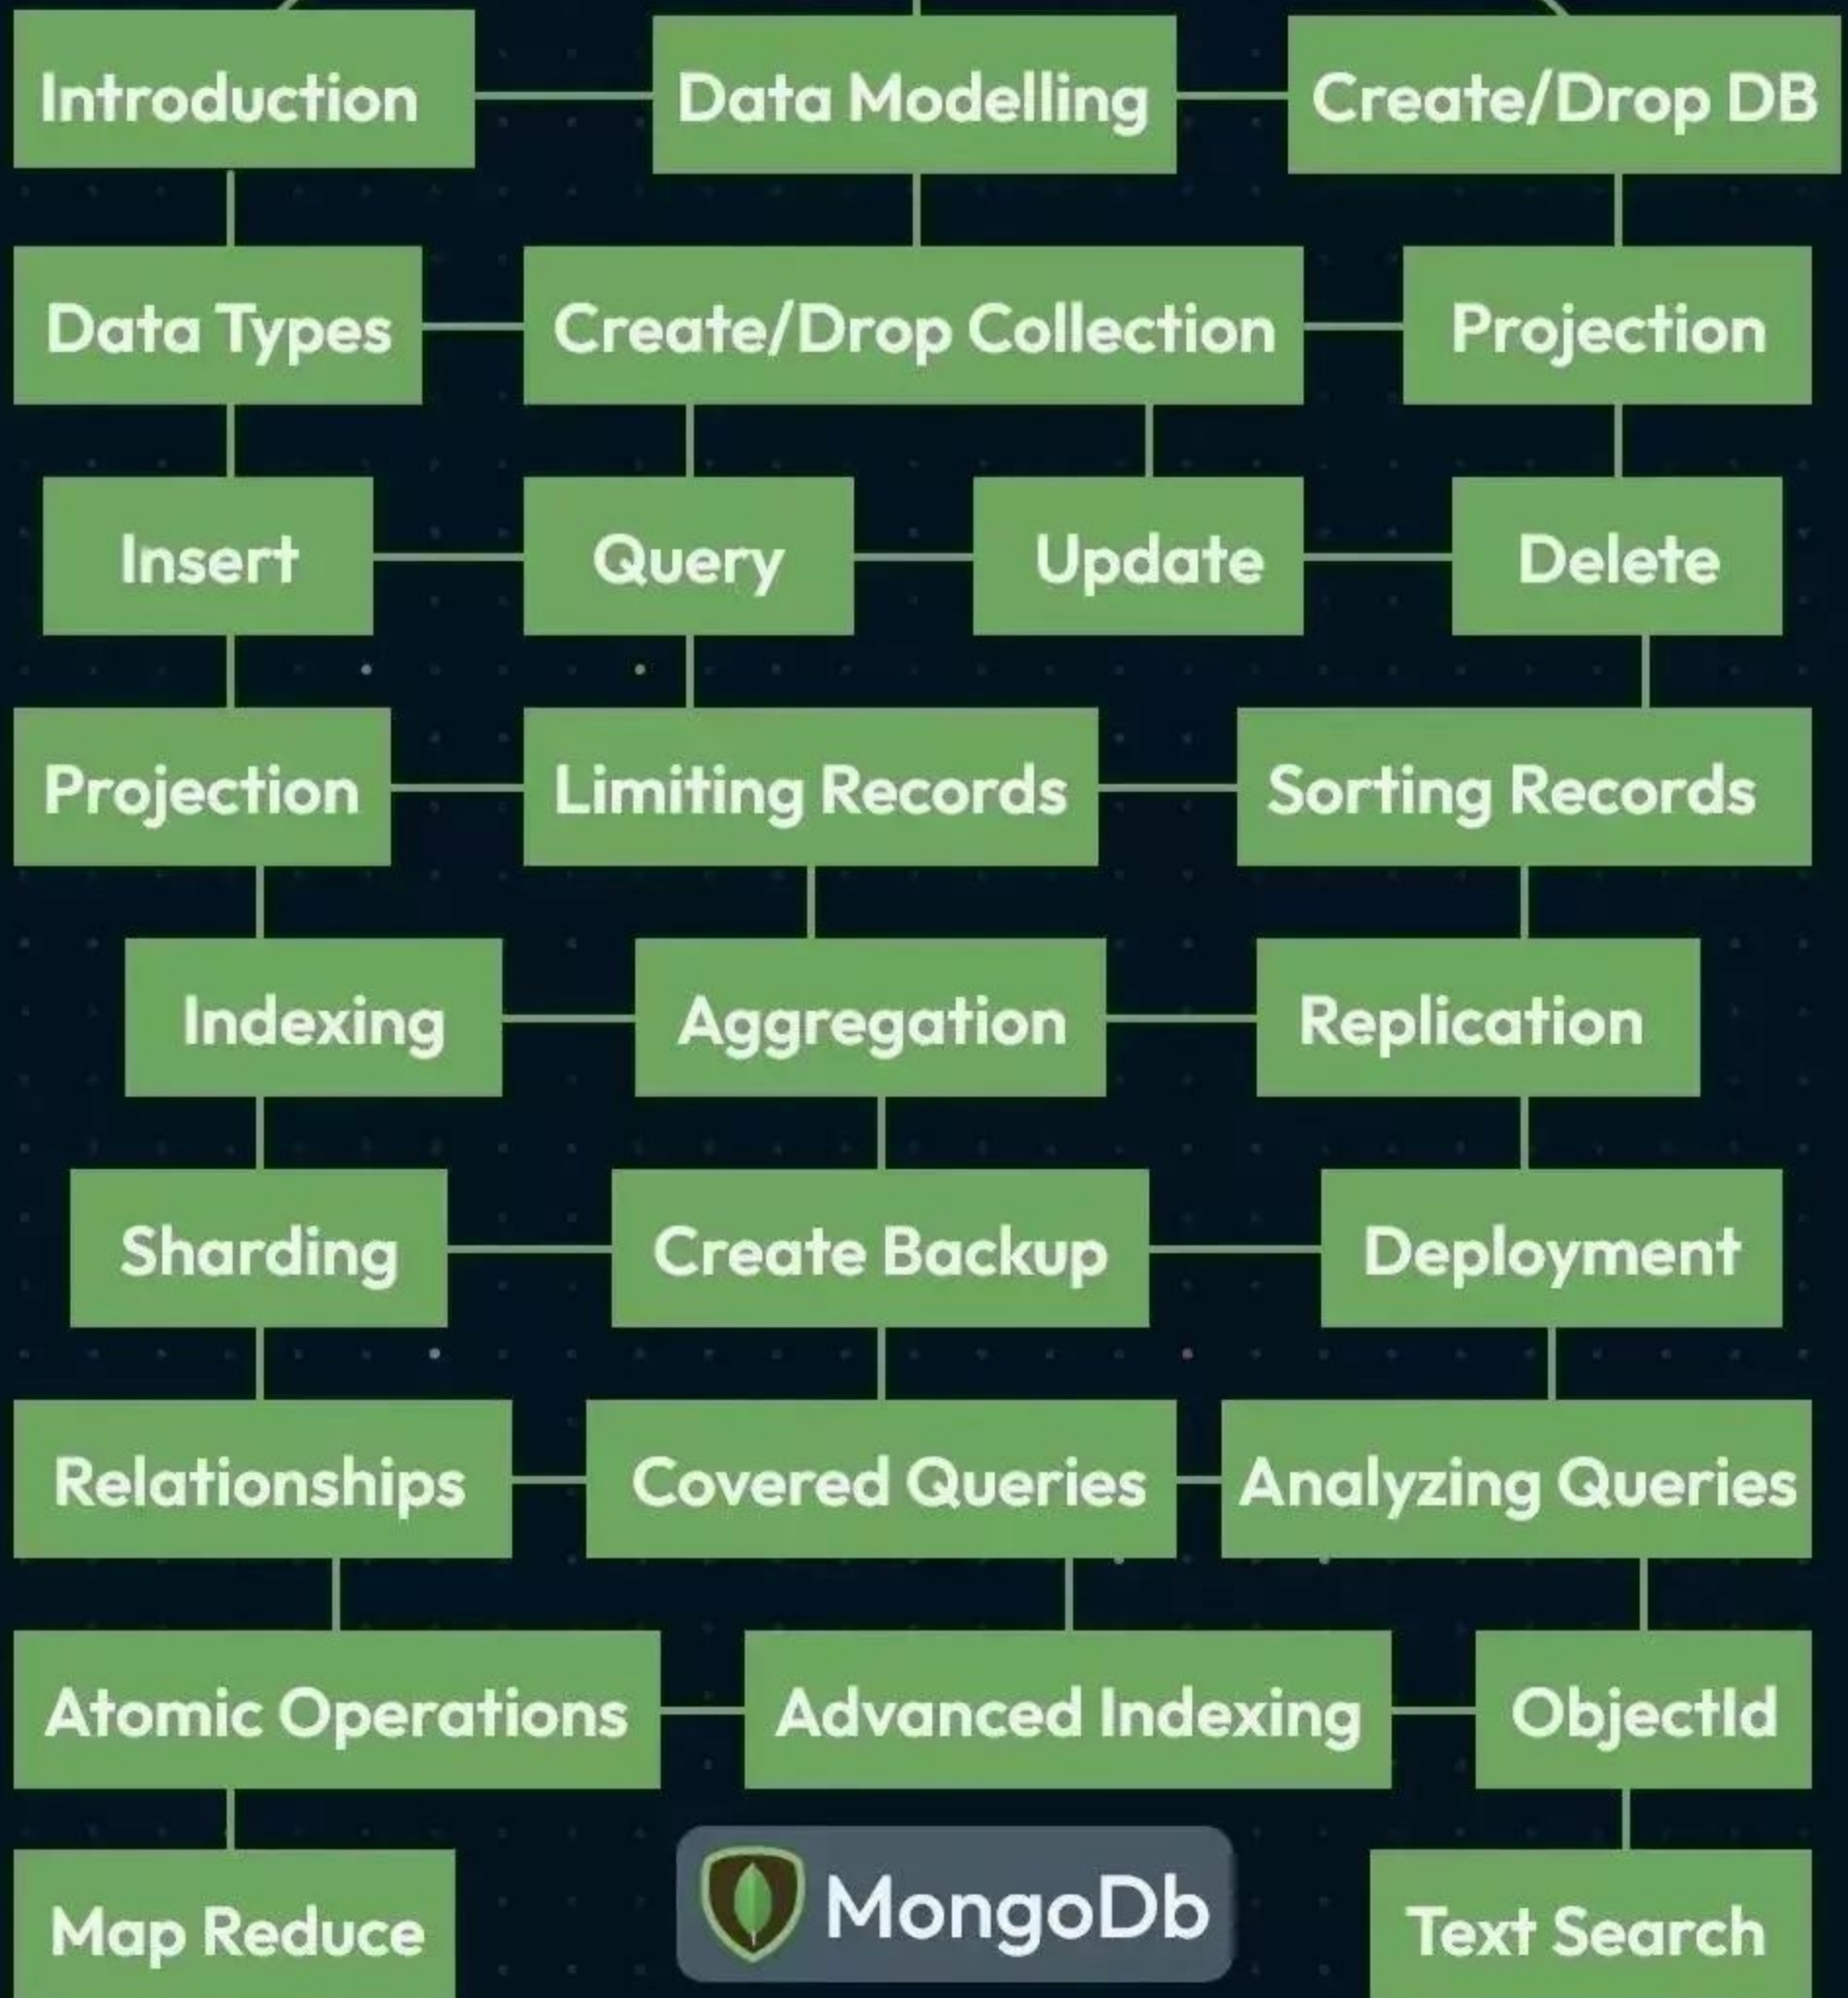 Introduction
Data Modelling
Create/Drop DB
Data Types
Create/Drop Collection
Projection
Insert
Query
Update
Delete
Projection
Limiting Records
Sorting Records
Indexing
Aggregation
Replication
Sharding
Create Backup
Deployment
Relationships
Covered Queries
Analyzing Queries
Atomic Operations
Advanced Indexing
ObjectId
Map Reduce
MongoDb
Text Search